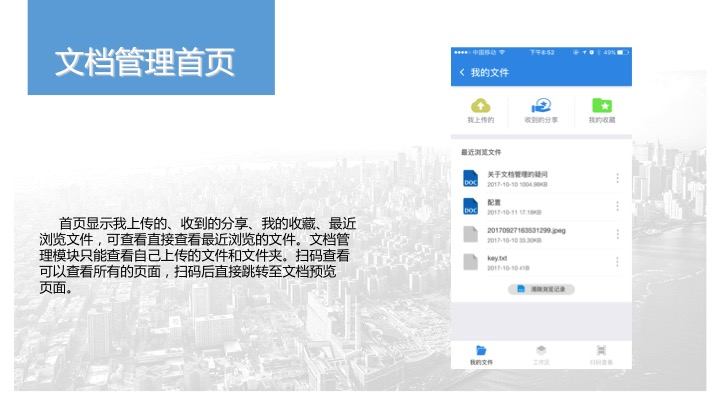 文档管理首页
首页显示我上传的、收到的分享、我的收藏、最近
浏览文件，可查看直接查看最近浏览的文件。文档管
理模块只能查看自己上传的文件和文件夹。扫码查看
可以查看所有的页面，扫码后直接跳转至文档预览
页面。
中国移动 下午8:52 49%
我的文件
我上传的 收到的分享 我的收藏
最近浏览文件
DOC 关于文档管理的疑问
2017-10-10 1004.98KB
DOC 配置
2017-10-11 17.18KB
20170927163531299.jpeg
2017-10-10 33.30KB
key.txt
2017-10-10 41B
清除浏览记录
我的文件 工作区 扫码查看